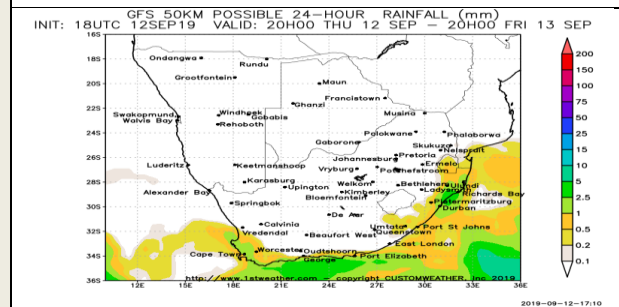 GFS 50KM POSSIBLE 24-HOUR RAINFALL (mm)
INIT: 18UTC 12SEP19 VALID: 20H00 THU 12 SEP - 20H00 FRI 13 SEP
16S
18S
20S
22S
24S
26S
28S
30S
32S
34S
36S
Ondangwa
Rundu
Grootfontein
Maun
Francistown
Ghanzi
Musina
Swakopmund
Walvis Bay
Windhoek
Gobabis
Rehoboth
Polokwane
Phalaborwa
Gaborone
Skukuza
Nelspruit
Johannesburg
Pretoria
Luderitz
Keetmanshoop
Vryburg
Ermelo
Karasburg
Welkom
Bethlehem
Ulundi
Alexander Bay
Upington
Kimberley
Ladysmith
Richards Bay
Bloemfontein
Springbok
Pietermaritzburg
Durban
De Aar
Calvinia
Vredendal
Umtata
Port St Johns
Queenstown
Beaufort West
East London
Cape Town
Worcester
Oudtshoorn
George
Port Elizabeth
http://www.1stweather.com - copyright CUSTOMWEATHER, Inc 2019
12E 15E 18E 21E 24E 27E 30E 33E 36E
200
150
100
75
50
25
15
10
5
2.5
1
0.5
0.2
0.1
2019-09-12-17:10